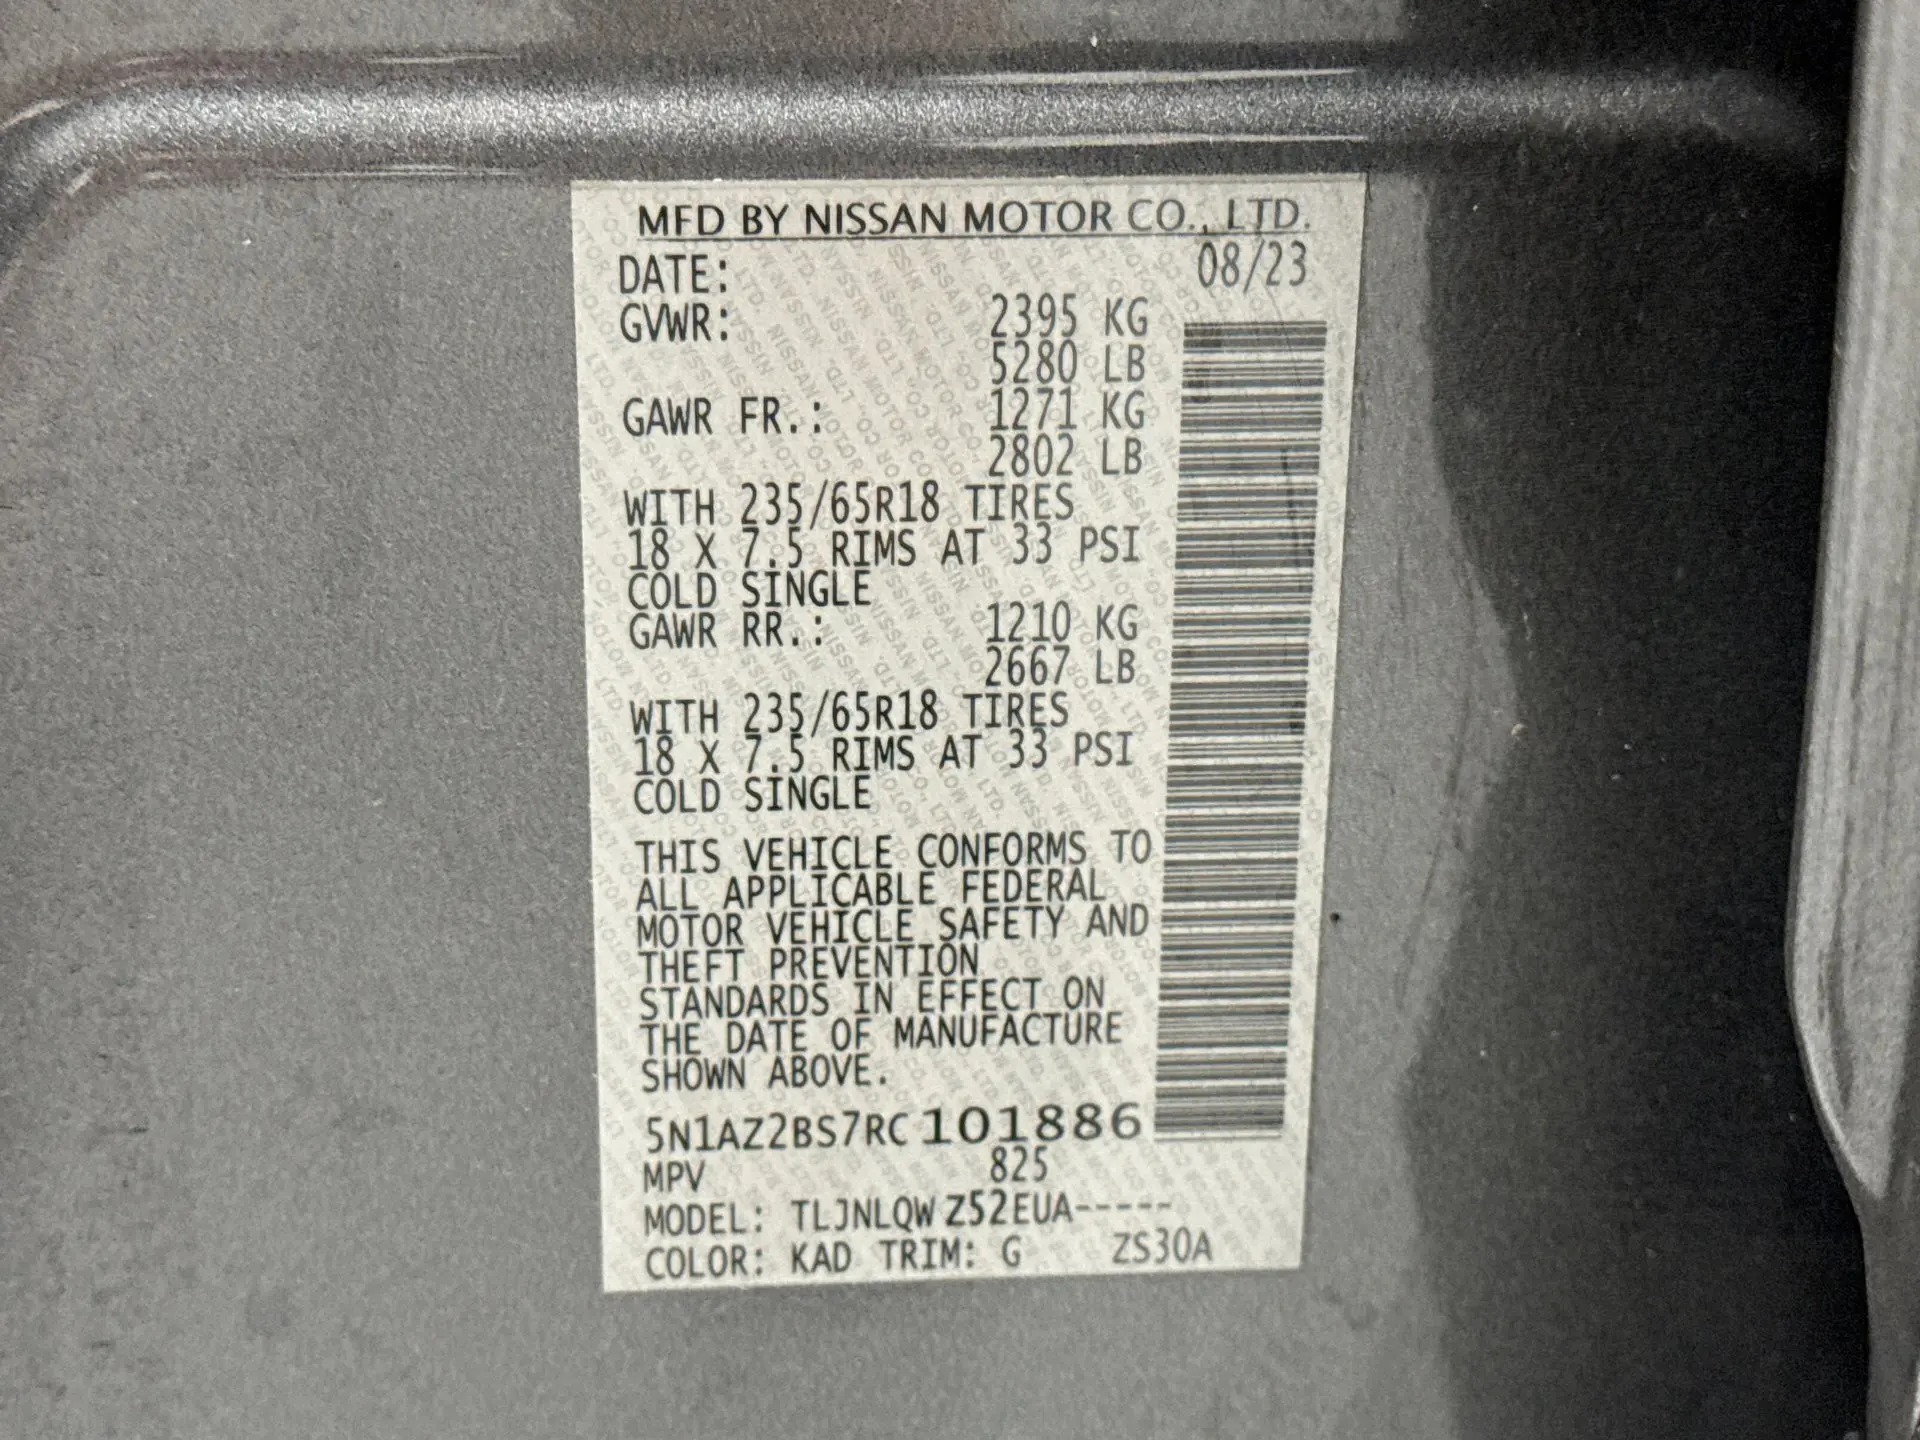 MFD BY NISSAN MOTOR CO., LTD.
DATE: 08/23
GVWR: 2395 KG
5280 LB
GAWR FR.: 1271 KG
2802 LB
WITH 235/65R18 TIRES
18 X 7.5 RIMS AT 33 PSI
COLD SINGLE
GAWR RR.: 1210 KG
2667 LB
WITH 235/65R18 TIRES
18 X 7.5 RIMS AT 33 PSI
COLD SINGLE
THIS VEHICLE CONFORMS TO
ALL APPLICABLE FEDERAL
MOTOR VEHICLE SAFETY AND
THEFT PREVENTION
STANDARDS IN EFFECT ON
THE DATE OF MANUFACTURE
SHOWN ABOVE.
5N1AZ2BS7RC101886
MPV 825
MODEL: TLJNLQWZ52EUA-----
COLOR: KAD TRIM: G ZS30A